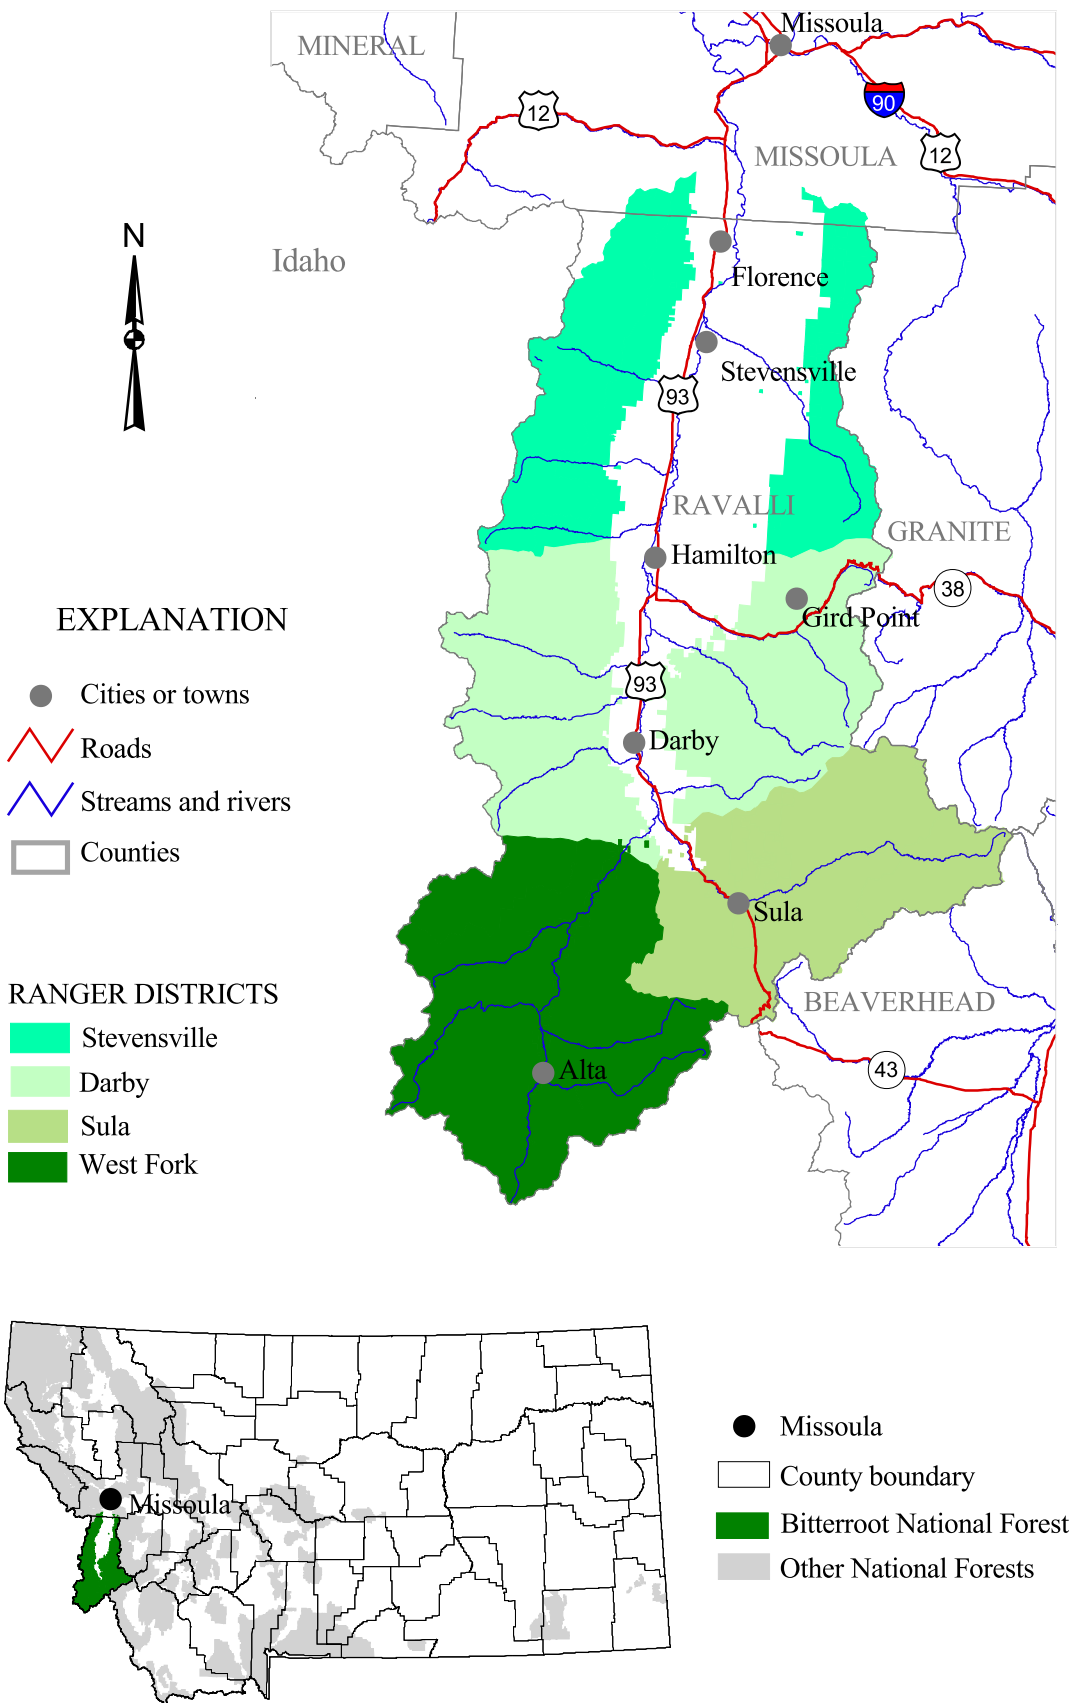 Missoula
MINERAL
90
12
12
MISSOULA
N
Idaho
Florence
Stevensville
93
RAVALLI
GRANITE
Hamilton
38
Gird Point
EXPLANATION
Cities or towns
Roads
Streams and rivers
Counties
93
Darby
Sula
RANGER DISTRICTS
Stevensville
Darby
Sula
West Fork
BEAVERHEAD
43
Alta
Missoula
Missoula
County boundary
Bitterroot National Forest
Other National Forests